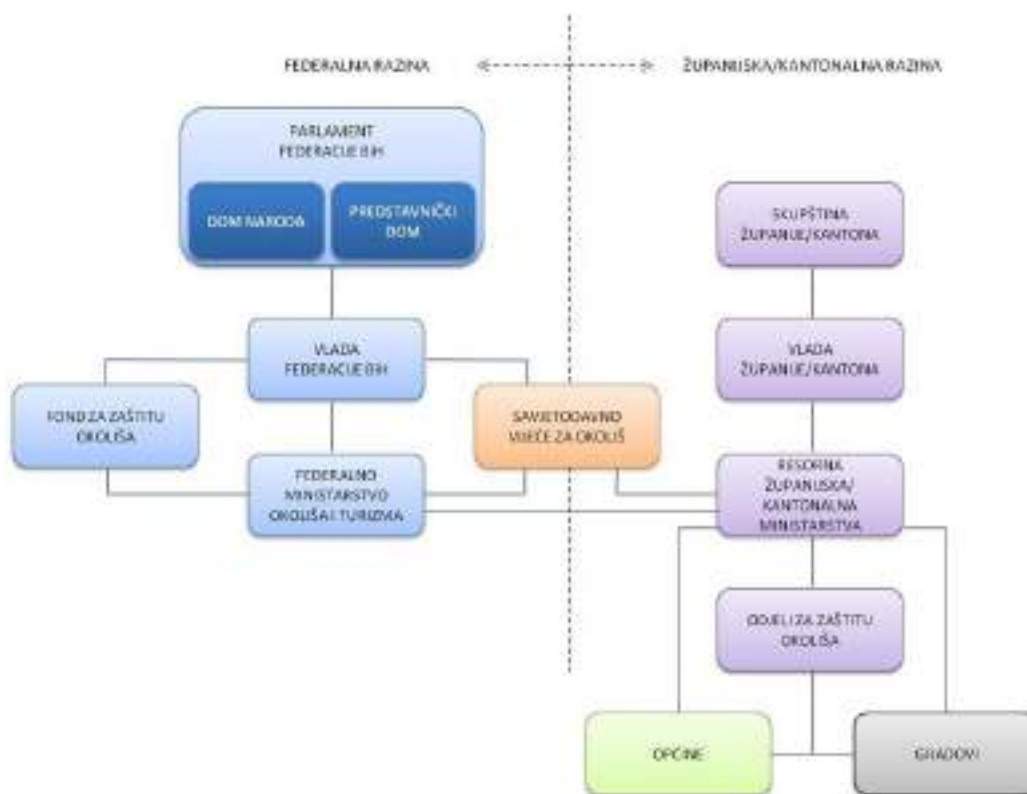 FEDERALNA RAZINA
ŽUPANIJSKA/KANTONALNA RAZINA
PARLAMENT
FEDERACIJE BIH
DOM NARODA
PREDSTAVNIČKI
DOM
SKUPŠTINA
ŽUPANIJE/KANTONA
VLADA
FEDERACIJE BIH
VLADA
ŽUPANIJE/KANTONA
FOND ZA ZAŠTITU
OKOLIŠA
SAVJETODAVNO
VIJEĆE ZA OKOLIŠ
FEDERALNO
MINISTARSTVO
OKOLIŠA I TURIZMA
RESORNA
ŽUPANIJSKA/
KANTONALNA
MINISTARSTVA
ODJELI ZA ZAŠTITU
OKOLIŠA
OPĆINE
GRADOVI